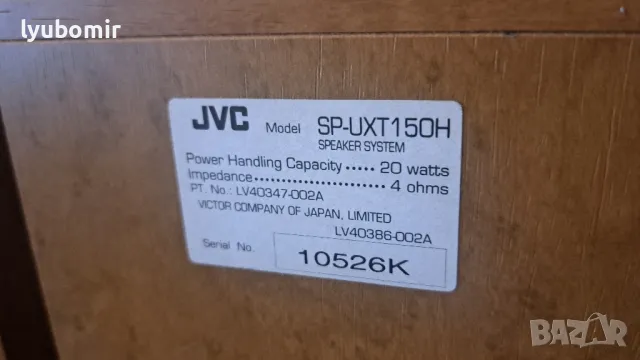 lyubomir
JVC Model SP-UXT150H
SPEAKER SYSTEM
Power Handling Capacity ····· 20 watts
Impedance························ 4 ohms
PT. No.: LV40347-002A
VICTOR COMPANY OF JAPAN, LIMITED
LV40386-002A
Serial No. 10526K
BAZAR
bg